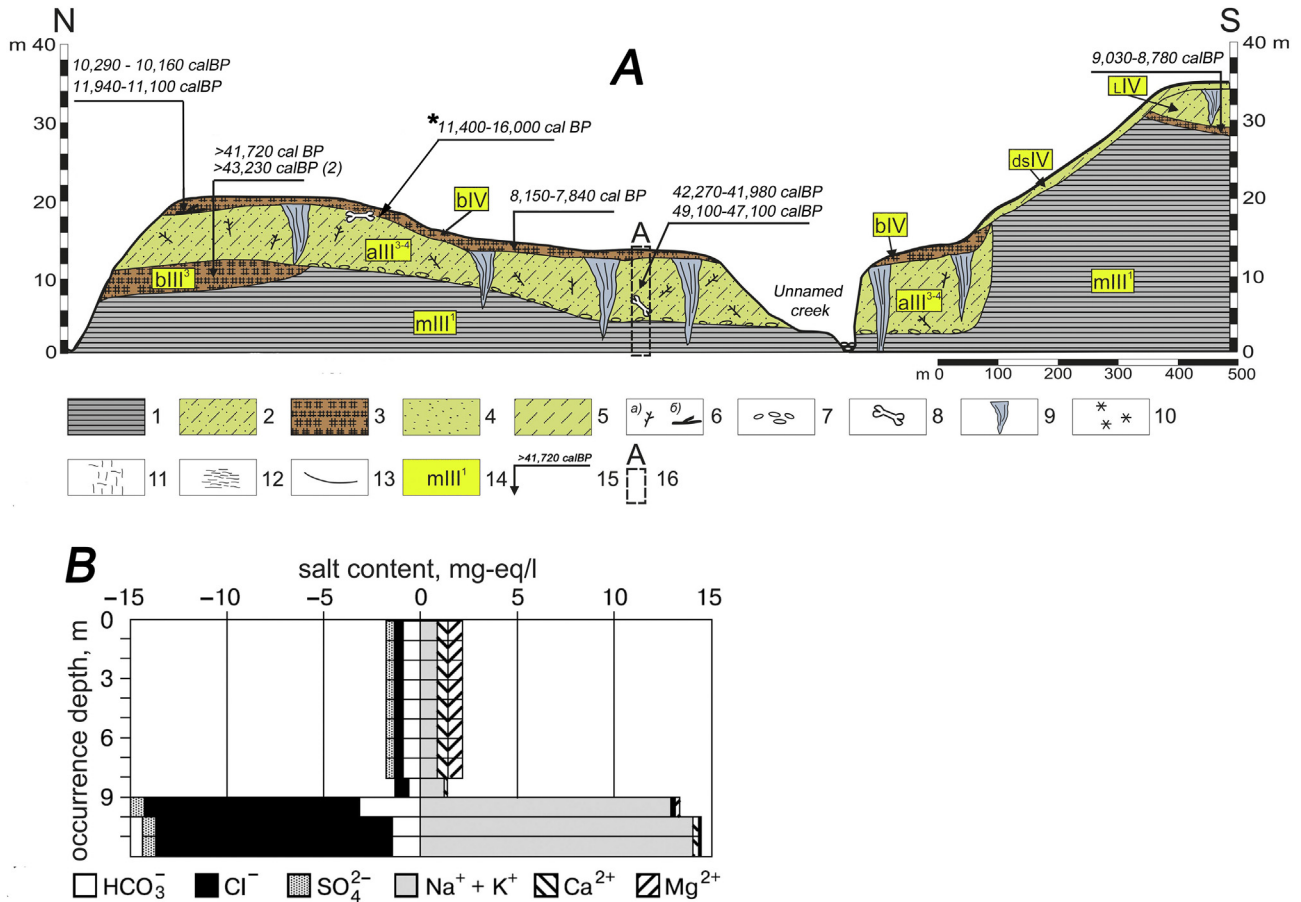 N
S
A
m 40
30
20
10
0
40 m
30
20
10
0
10,290 - 10,160 calBP
11,940-11,100 calBP
>41,720 cal BP
>43,230 calBP (2)
*11,400-16,000 cal BP
bIV
8,150-7,840 cal BP
42,270-41,980 calBP
49,100-47,100 calBP
9,030-8,780 calBP
LIV
dsIV
bIV
A
aIII³⁻⁴
bIII³
mIII¹
Unnamed
creek
aIII³⁻⁴
mIII¹
m 0 100 200 300 400 500
1
2
3
4
5
а) б) 6
7
8
9
10
11
12
13
mIII¹ 14
>41,720 calBP 15
A 16
B
salt content, mg-eq/l
-15 -10 -5 0 5 10 15
occurrence depth, m
0
3
6
9
HCO₃⁻ Cl⁻ SO₄²⁻ Na⁺ + K⁺ Ca²⁺ Mg²⁺